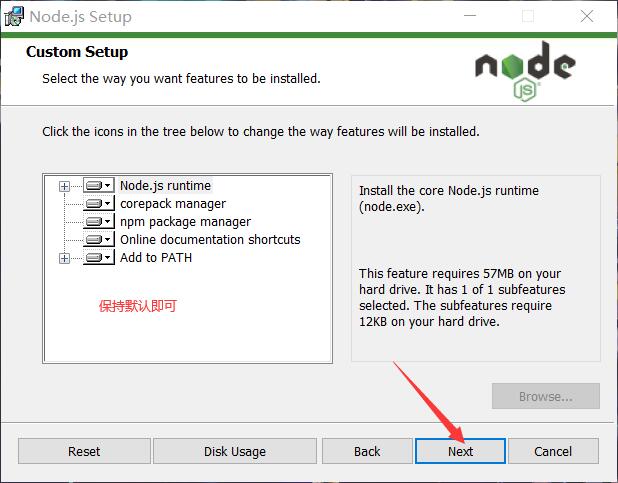 Node.js Setup
Custom Setup
Select the way you want features to be installed.
node
JS
Click the icons in the tree below to change the way features will be installed.
Node.js runtime
corepack manager
npm package manager
Online documentation shortcuts
Add to PATH
保持默认即可
Install the core Node.js runtime
(node.exe).
This feature requires 57MB on your
hard drive. It has 1 of 1 subfeatures
selected. The subfeatures require
12KB on your hard drive.
Browse...
Reset
Disk Usage
Back
Next
Cancel